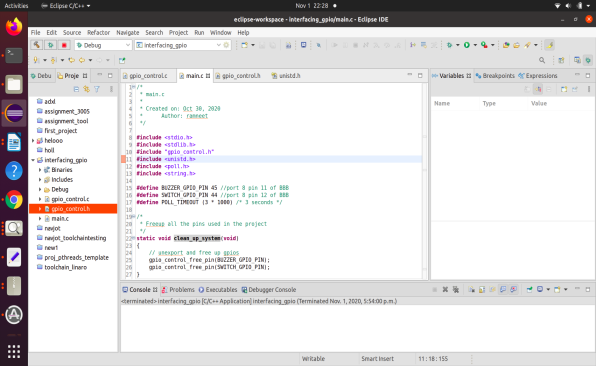 Activities
Eclipse C/C++
Nov 1 22:28
eclipse-workspace - interfacing_gpio/main.c - Eclipse IDE
File Edit Source Refactor Navigate Search Project Run Window Help
Debug
interfacing_gpio
Debu
Proje
gpio_control.c
main.c
gpio_control.h
unistd.h
Variables
Breakpoints
Expressions
Name Type Value
add
assignment_3005
assignment_tool
first_project
helooo
holl
interfacing_gpio
Binaries
Includes
Debug
gpio_control.c
gpio_control.h
main.c
navjot
navjot_toolchaintesting
new1
proj_pthreads_template
toolchain_linaro
1 /*
2 * main.c
3 *
4 * Created on: Oct 30, 2020
5 * Author: ramneet
6 */
7
8 #include <stdio.h>
9 #include <stdlib.h>
10 #include "gpio_control.h"
11 #include <unistd.h>
12 #include <poll.h>
13 #include <string.h>
14
15 #define BUZZER_GPIO_PIN 45 //port 8 pin 11 of BBB
16 #define SWITCH_GPIO_PIN 44 //port 8 pin 12 of BBB
17 #define POLL_TIMEOUT (3 * 1000) /* 3 seconds */
18
19 /*
20 * Freeup all the pins used in the project
21 */
22 static void clean_up_system(void)
23 {
24 // unexport and free up gpios
25 gpio_control_free_pin(BUZZER_GPIO_PIN);
26 gpio_control_free_pin(SWITCH_GPIO_PIN);
27 }
Console
Problems
Executables
Debugger Console
<terminated> interfacing_gpio [C/C++ Application] interfacing_gpio (Terminated Nov. 1, 2020, 5:54:00 p.m.)
Writable
Smart Insert
11 : 18 : 155